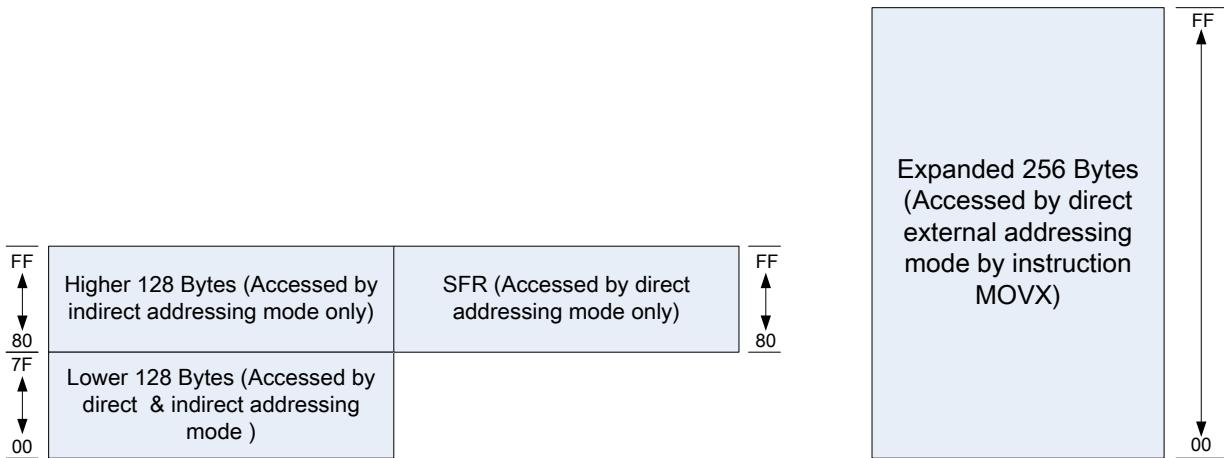 FF
80
7F
00
Higher 128 Bytes (Accessed by
indirect addressing mode only)
Lower 128 Bytes (Accessed by
direct & indirect addressing
mode )
SFR (Accessed by direct
addressing mode only)
FF
80
Expanded 256 Bytes
(Accessed by direct
external addressing
mode by instruction
MOVX)
FF
00